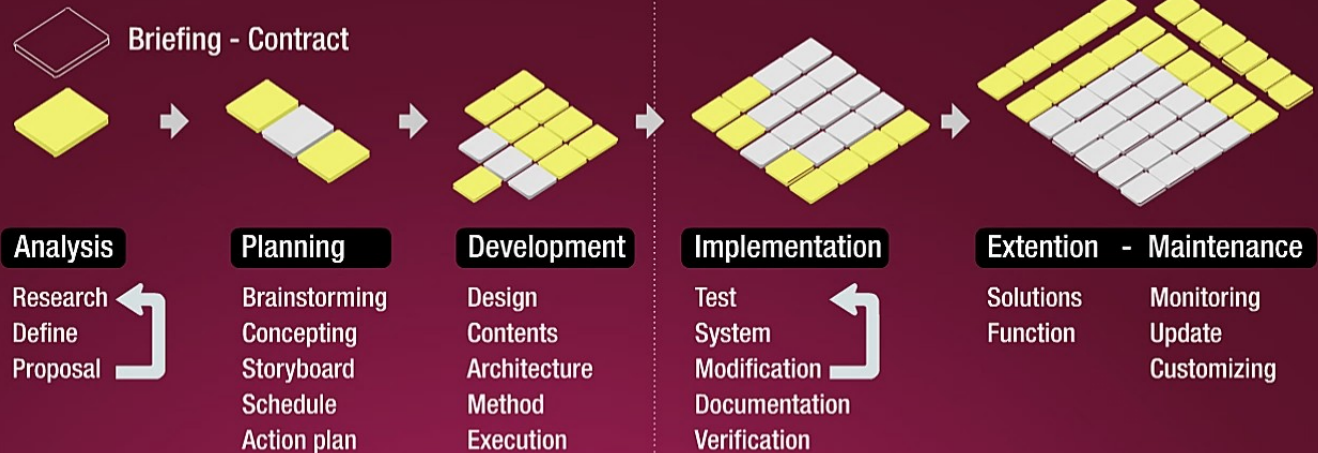 Briefing - Contract
Analysis
Research
Define
Proposal
Planning
Brainstorming
Concepting
Storyboard
Schedule
Action plan
Development
Design
Contents
Architecture
Method
Execution
Implementation
Test
System
Modification
Documentation
Verification
Extention - Maintenance
Solutions
Function
Monitoring
Update
Customizing